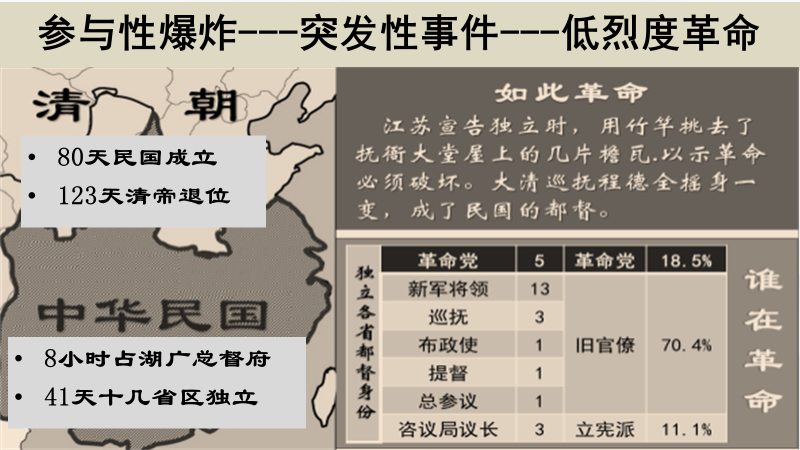 参与性爆炸---突发性事件---低烈度革命
清 朝
• 80天民国成立
• 123天清帝退位
中华民国
• 8小时占湖广总督府
• 41天十几省区独立
如此革命
江苏宣告独立时，用竹竿挑去了
抚衙大堂屋上的几片檐瓦.以示革命
必须破坏。大清巡抚程德全摇身一
变，成了民国的都督。
独立各省都督身份
革命党 5 革命党 18.5%
新军将领 13
巡抚 3
布政使 1 旧官僚 70.4%
提督 1
总参议 1
咨议局议长 3 立宪派 11.1%
谁在革命